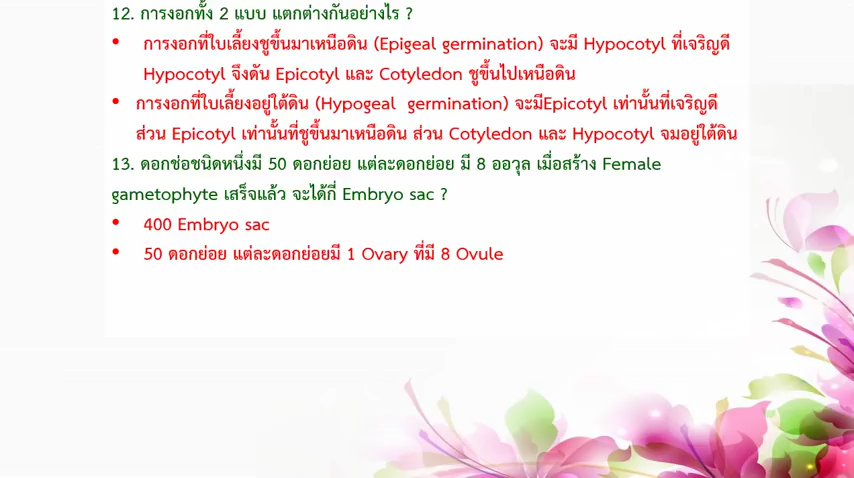 12. การงอกทั้ง 2 แบบ แตกต่างกันอย่างไร ?
• การงอกที่ใบเลี้ยงชูขึ้นมาเหนือดิน (Epigeal germination) จะมี Hypocotyl ที่เจริญดี
Hypocotyl จึงดัน Epicotyl และ Cotyledon ชูขึ้นไปเหนือดิน
• การงอกที่ใบเลี้ยงอยู่ใต้ดิน (Hypogeal germination) จะมีEpicotyl เท่านั้นที่เจริญดี
ส่วน Epicotyl เท่านั้นที่ชูขึ้นมาเหนือดิน ส่วน Cotyledon และ Hypocotyl จมอยู่ใต้ดิน
13. ดอกช่อชนิดหนึ่งมี 50 ดอกย่อย แต่ละดอกย่อย มี 8 ออวุล เมื่อสร้าง Female
gametophyte เสร็จแล้ว จะได้กี่ Embryo sac ?
• 400 Embryo sac
• 50 ดอกย่อย แต่ละดอกย่อยมี 1 Ovary ที่มี 8 Ovule